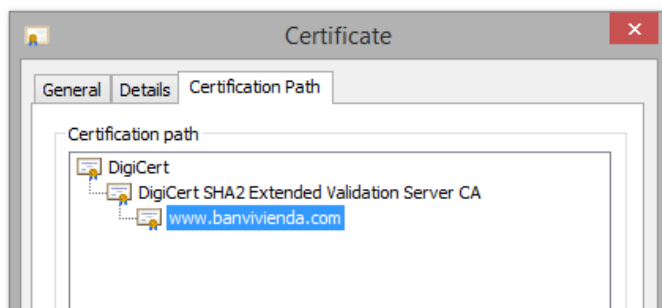 Certificate
General Details Certification Path
Certification path
DigiCert
DigiCert SHA2 Extended Validation Server CA
www.banvivienda.com